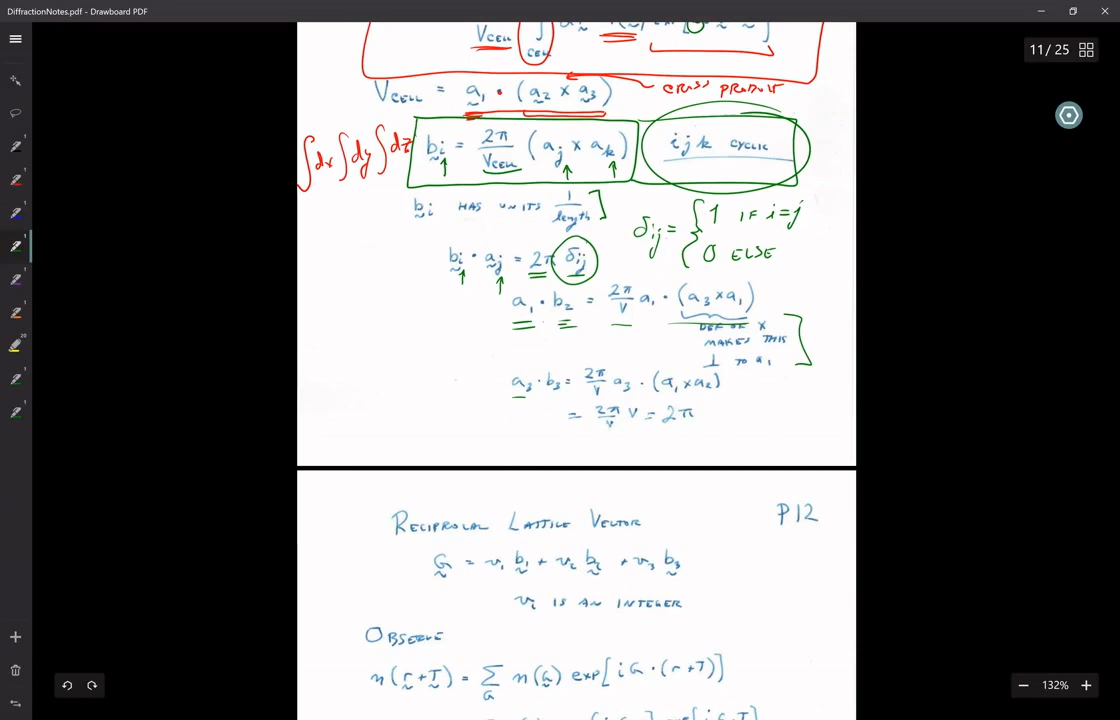 DiffractionNotes.pdf - Drawboard PDF
11 / 25
V_CELL CELL
V_CELL = a₁ · (a₂ × a₃) CROSS PRODUCT
∫dx∫dy∫dz bᵢ = 2π/V_CELL (aⱼ × aₖ) i j k CYCLIC
bᵢ HAS UNITS 1/length
δᵢⱼ = { 1 IF i=j
0 ELSE
bᵢ · aⱼ = 2π δᵢⱼ
a₁ · b₂ = 2π/V a₁ · (a₃ × a₁)
DEF OF X
MAKES THIS
⊥ TO a₁
a₃ · b₃ = 2π/V a₃ · (a₁ × a₂)
= 2π/V V = 2π
RECIPROCAL LATTICE VECTOR P12
G = v₁ b₁ + v₂ b₂ + v₃ b₃
vᵢ IS AN INTEGER
OBSERVE
n(r+T) = Σ_G n(G) exp[iG·(r+T)]
132%